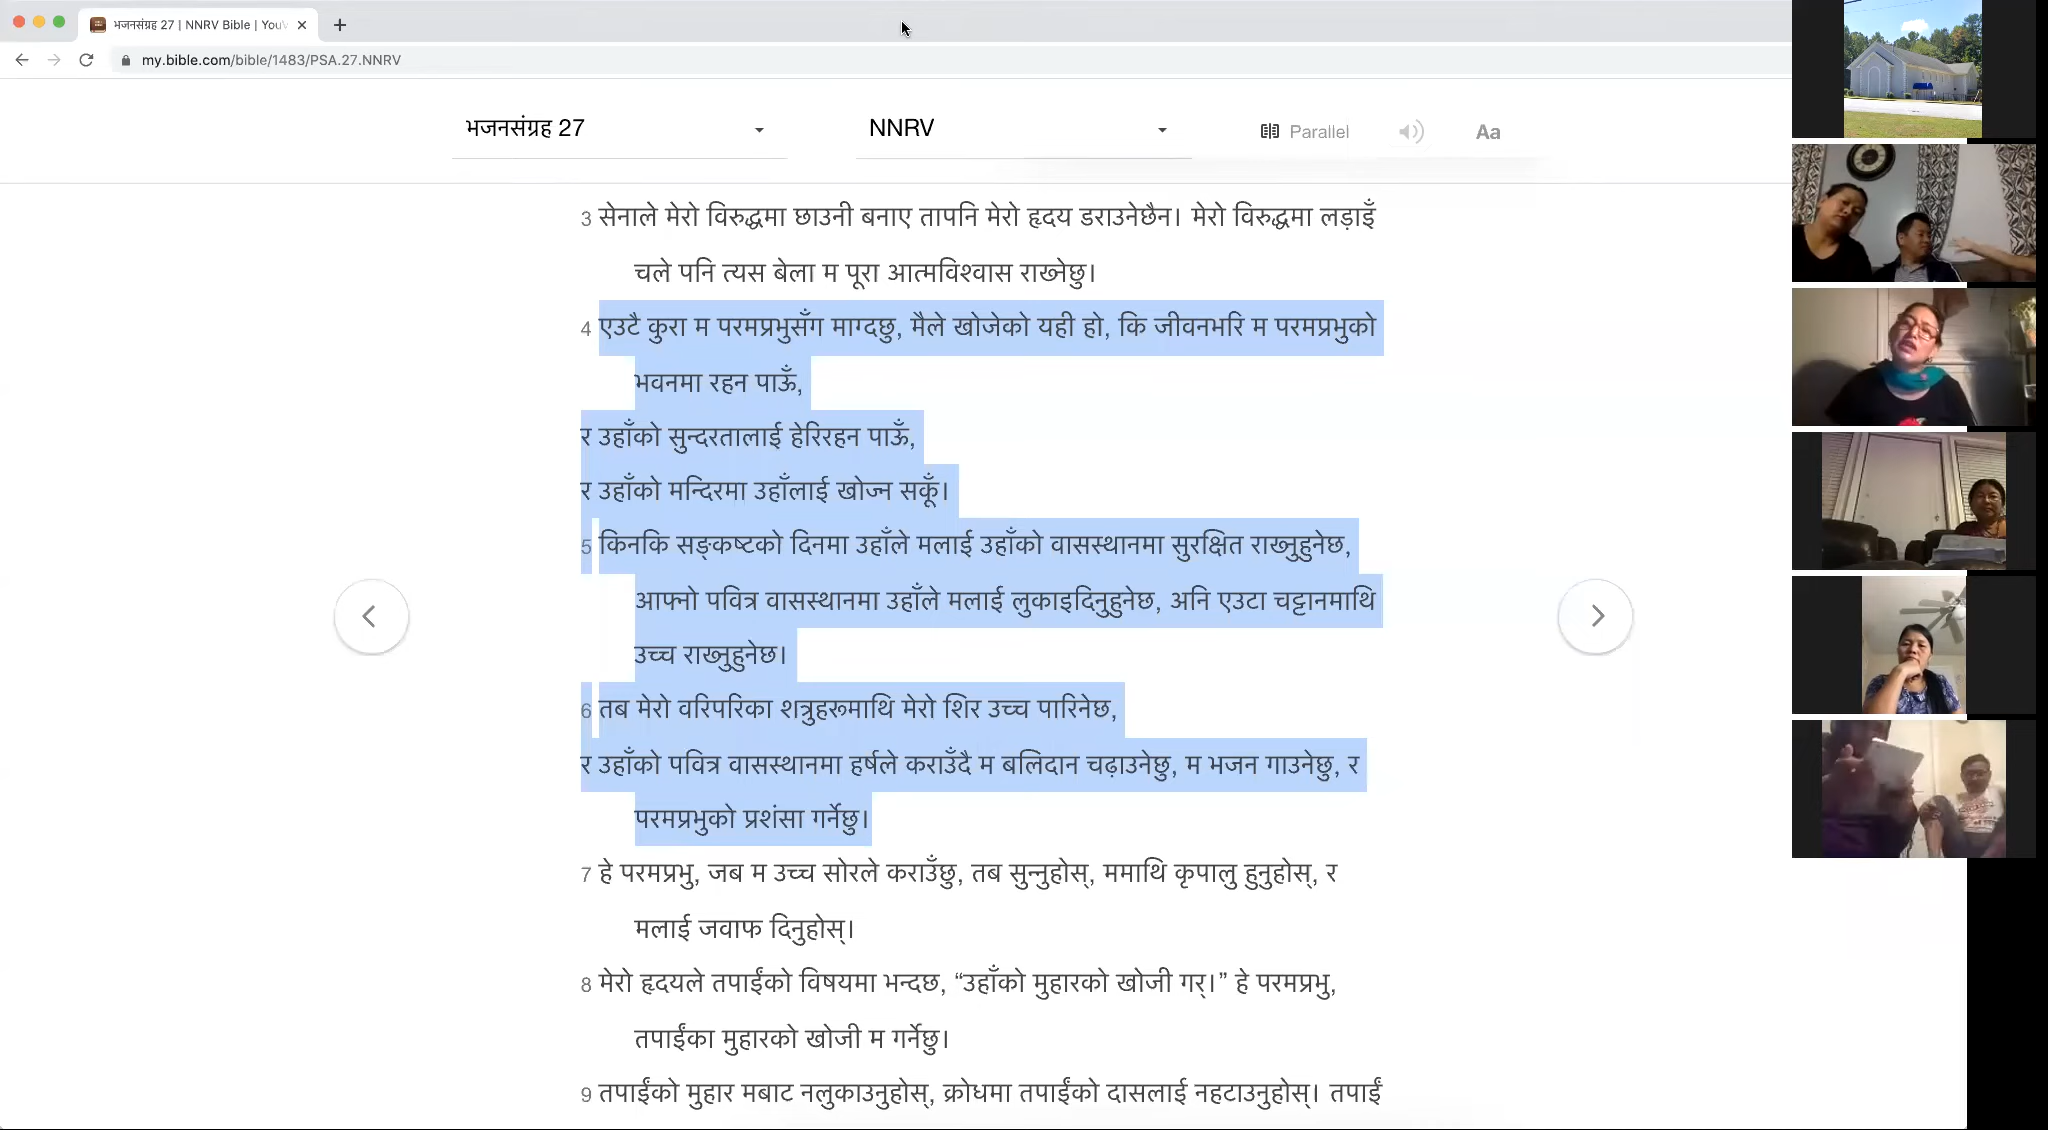 भजनसंग्रह 27 | NNRV Bible | YouV
my.bible.com/bible/1483/PSA.27.NNRV
भजनसंग्रह 27
NNRV
Parallel
Aa
3 सेनाले मेरो विरुद्धमा छाउनी बनाए तापनि मेरो हृदय डराउनेछैन। मेरो विरुद्धमा लड़ाइँ
चले पनि त्यस बेला म पूरा आत्मविश्वास राख्नेछु।
4 एउटै कुरा म परमप्रभुसँग माग्दछु, मैले खोजेको यही हो, कि जीवनभरि म परमप्रभुको
भवनमा रहन पाऊँ,
र उहाँको सुन्दरतालाई हेरिरहन पाऊँ,
र उहाँको मन्दिरमा उहाँलाई खोज्न सकूँ।
5 किनकि सङ्कष्टको दिनमा उहाँले मलाई उहाँको वासस्थानमा सुरक्षित राख्नुहुनेछ,
आफ्नो पवित्र वासस्थानमा उहाँले मलाई लुकाइदिनुहुनेछ, अनि एउटा चट्टानमाथि
उच्च राख्नुहुनेछ।
6 तब मेरो वरिपरिका शत्रुहरूमाथि मेरो शिर उच्च पारिनेछ,
र उहाँको पवित्र वासस्थानमा हर्षले कराउँदै म बलिदान चढ़ाउनेछु, म भजन गाउनेछु, र
परमप्रभुको प्रशंसा गर्नेछु।
7 हे परमप्रभु, जब म उच्च सोरले कराउँछु, तब सुन्नुहोस्, ममाथि कृपालु हुनुहोस्, र
मलाई जवाफ दिनुहोस्।
8 मेरो हृदयले तपाईंको विषयमा भन्दछ, “उहाँको मुहारको खोजी गर्।” हे परमप्रभु,
तपाईंका मुहारको खोजी म गर्नेछु।
9 तपाईंको मुहार मबाट नलुकाउनुहोस्, क्रोधमा तपाईंको दासलाई नहटाउनुहोस्। तपाईं